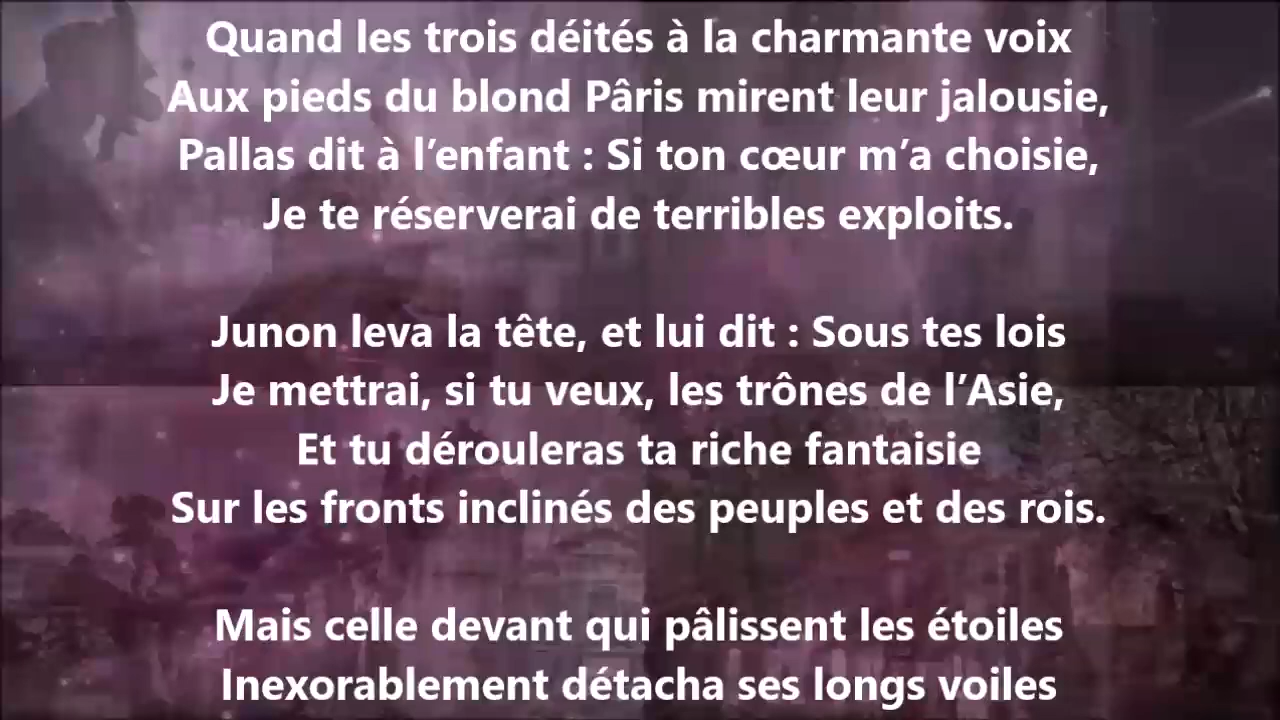 Quand les trois déités à la charmante voix
Aux pieds du blond Pâris mirent leur jalousie,
Pallas dit à l’enfant : Si ton cœur m’a choisie,
Je te réserverai de terribles exploits.
Junon leva la tête, et lui dit : Sous tes lois
Je mettrai, si tu veux, les trônes de l’Asie,
Et tu dérouleras ta riche fantaisie
Sur les fronts inclinés des peuples et des rois.
Mais celle devant qui pâlissent les étoiles
Inexorablement détacha ses longs voiles